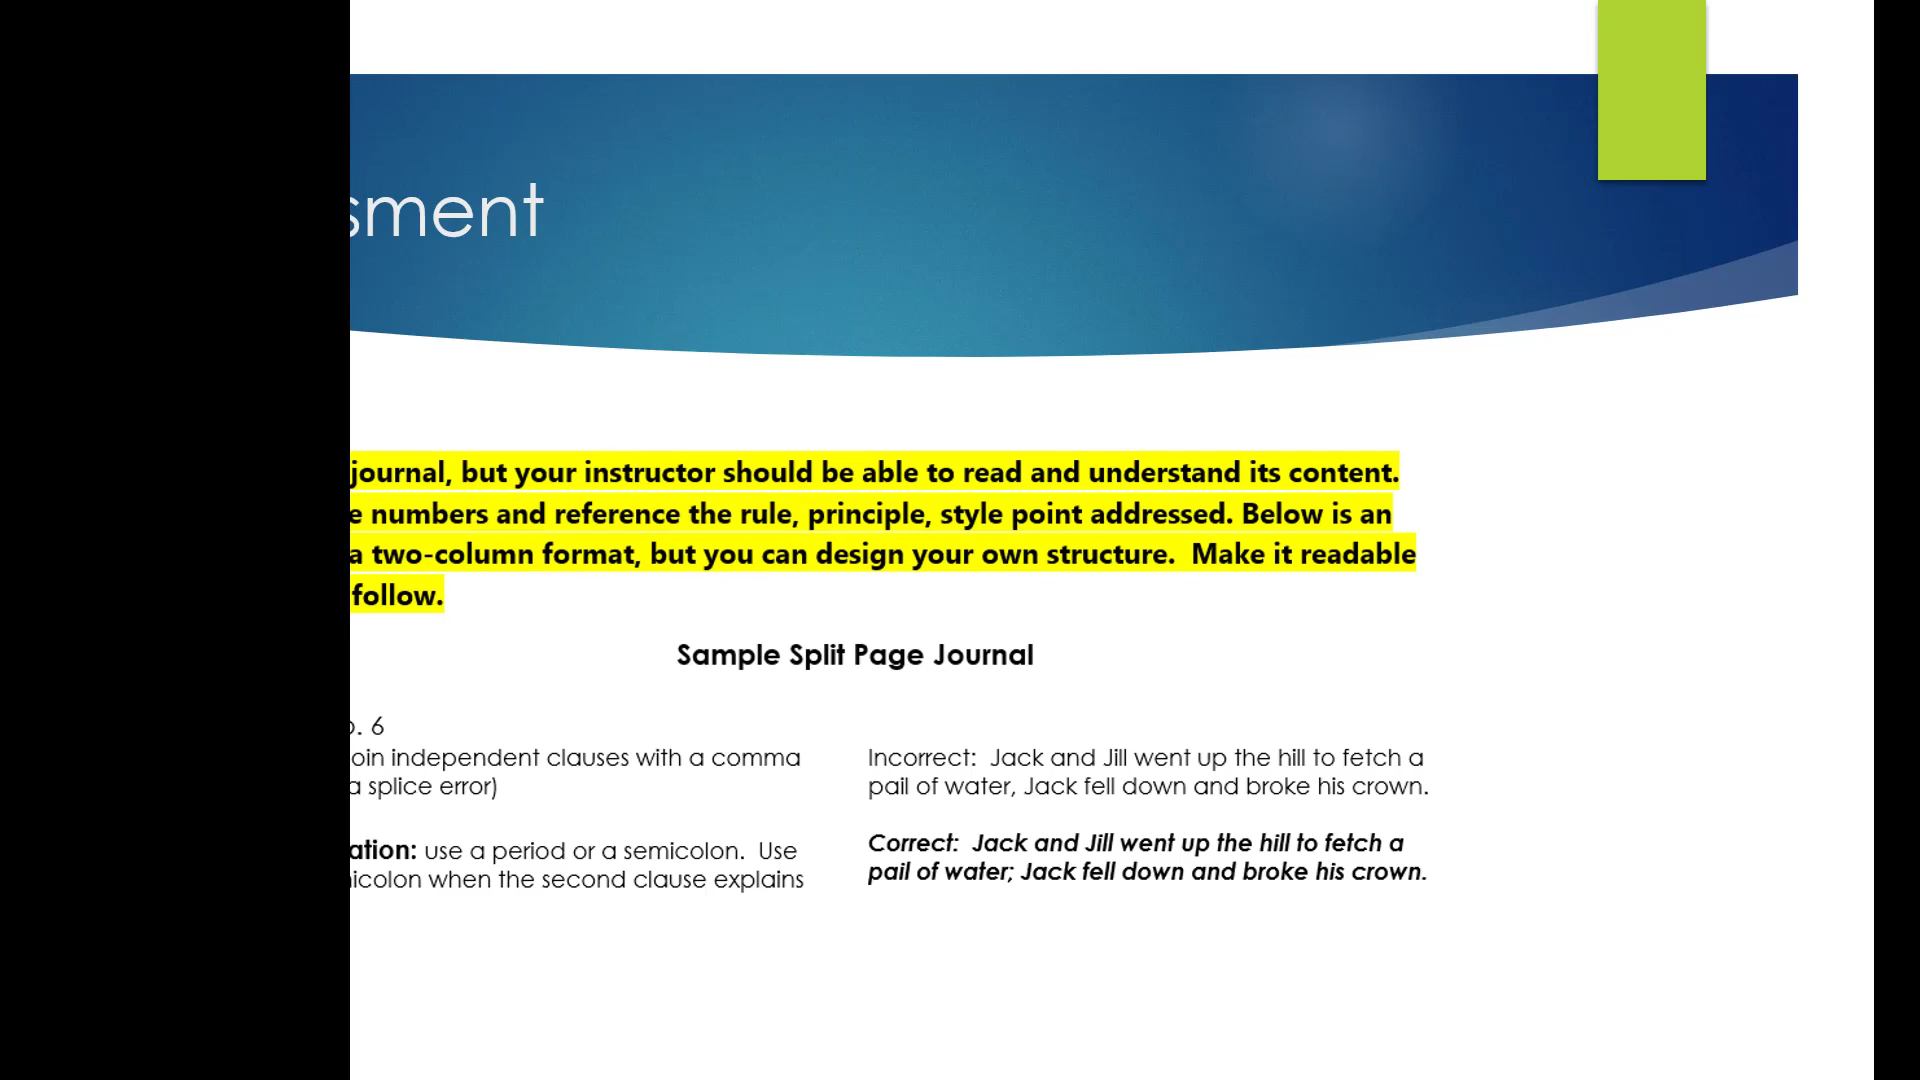 sment
journal, but your instructor should be able to read and understand its content.
e numbers and reference the rule, principle, style point addressed. Below is an
a two-column format, but you can design your own structure. Make it readable
follow.
Sample Split Page Journal
. 6
oin independent clauses with a comma
a splice error)
ation: use a period or a semicolon. Use
icolon when the second clause explains
Incorrect: Jack and Jill went up the hill to fetch a
pail of water, Jack fell down and broke his crown.
Correct: Jack and Jill went up the hill to fetch a
pail of water; Jack fell down and broke his crown.